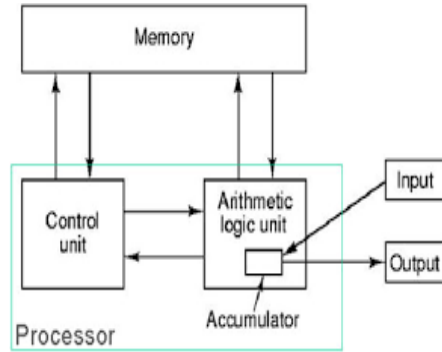 Memory
Control
unit
Arithmetic
logic unit
Input
Output
Accumulator
Processor